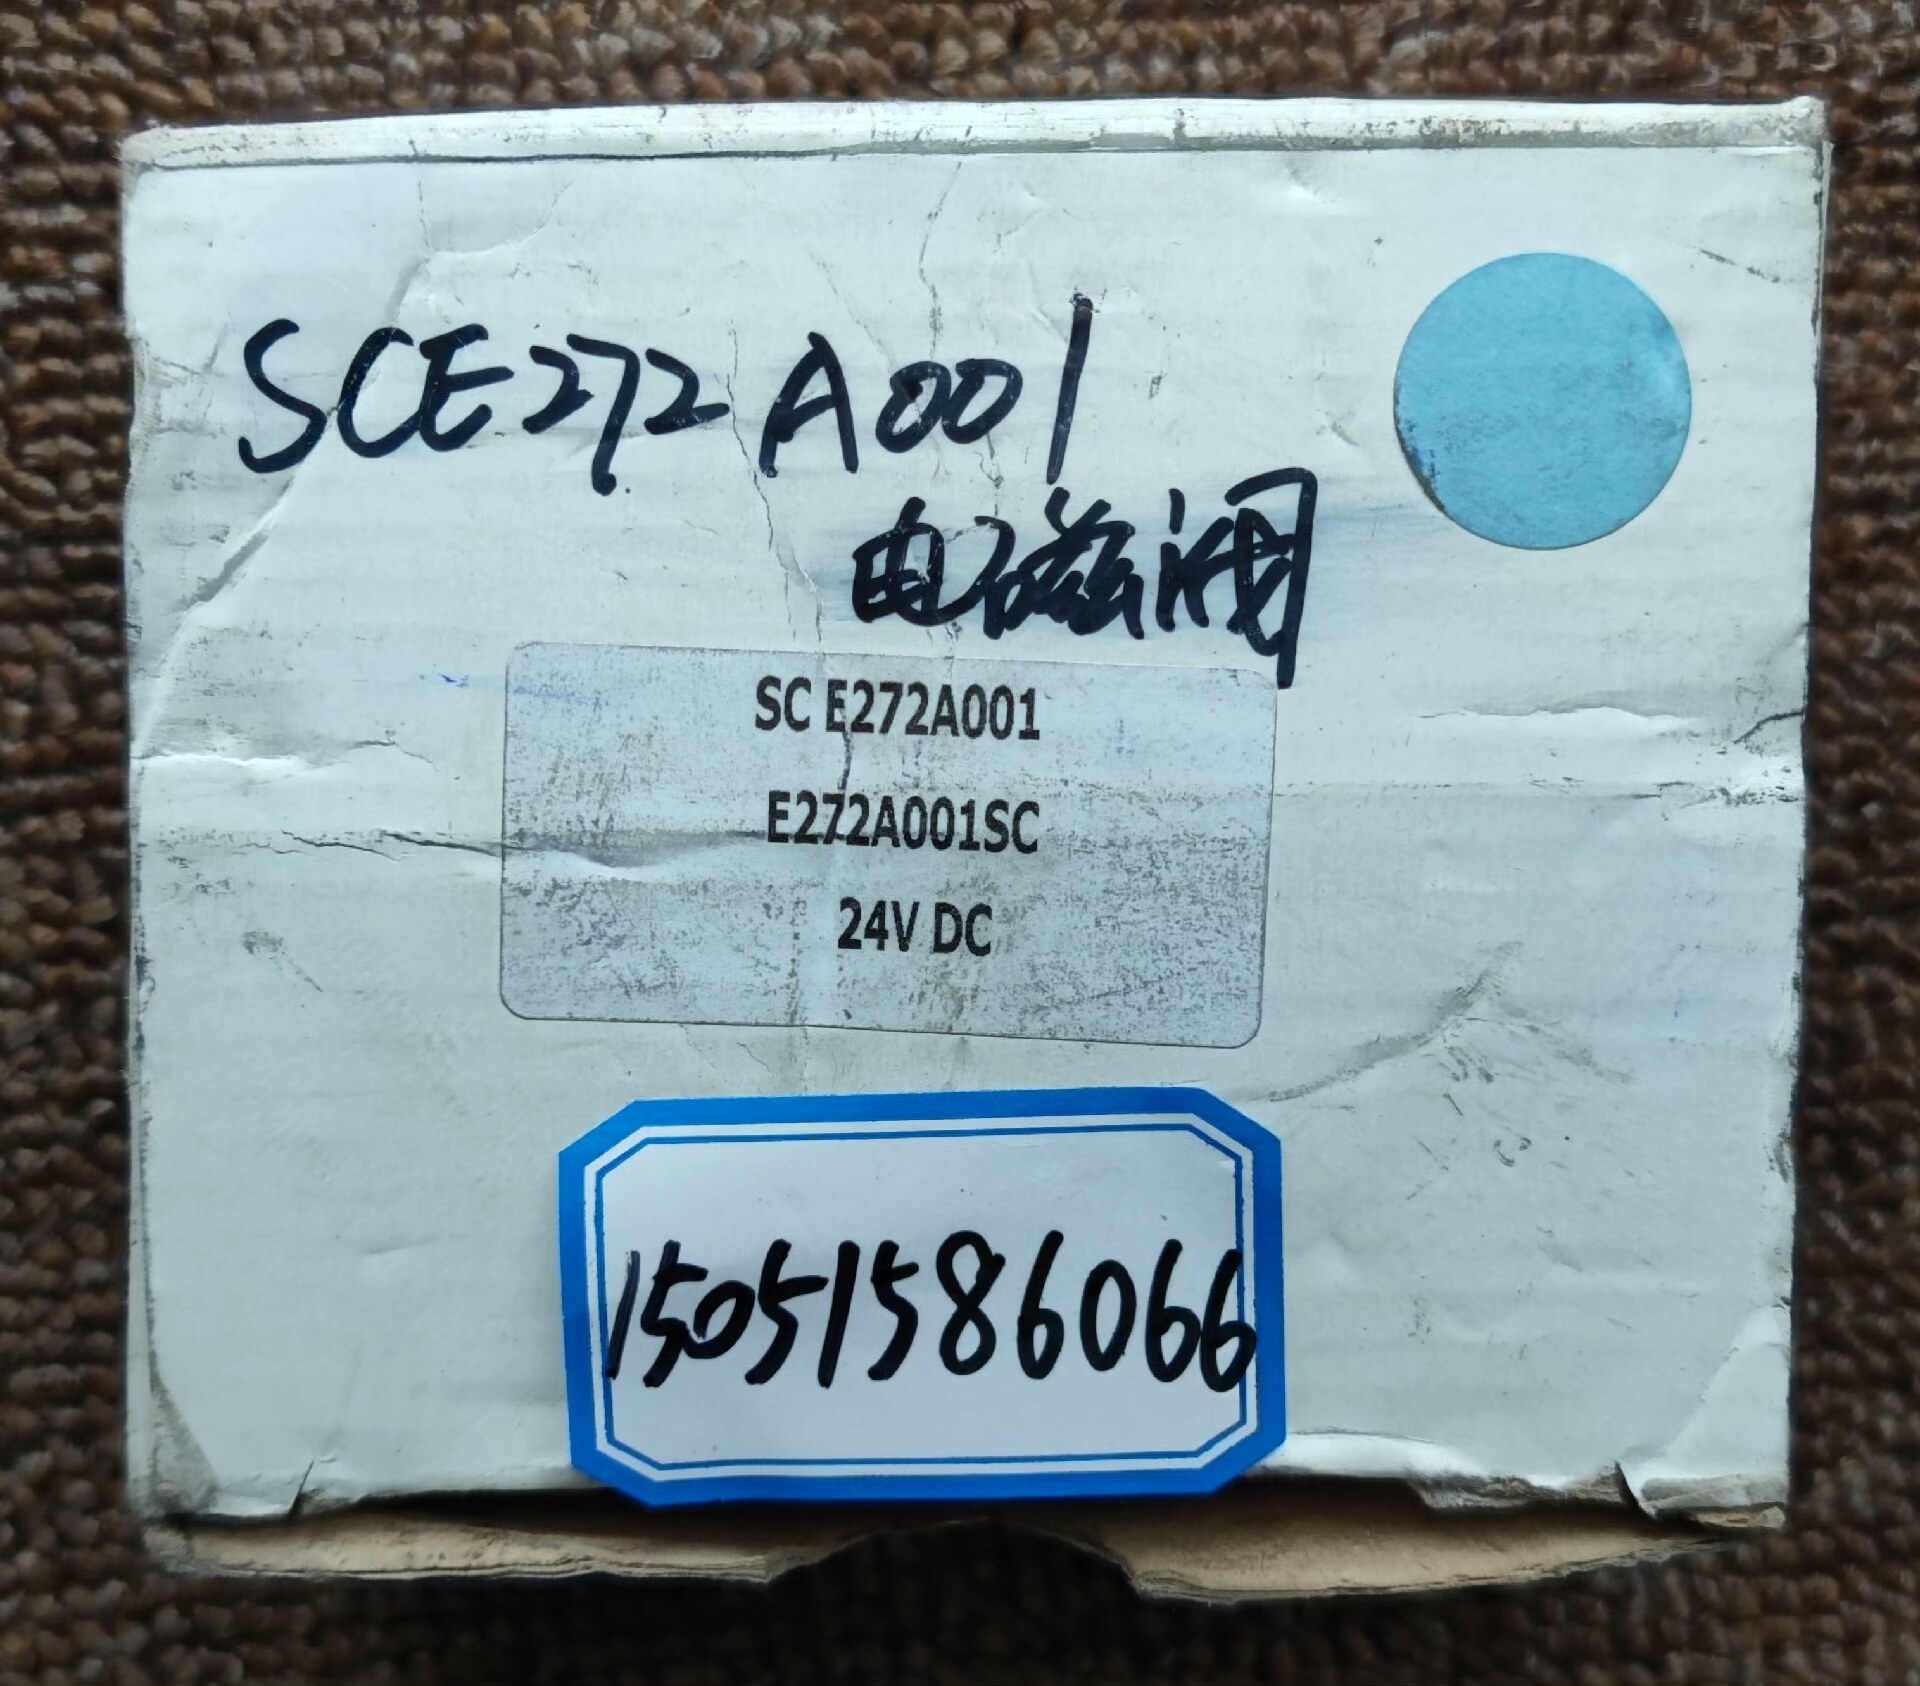 SCE272A001
电磁阀
SC E272A001
E272A001SC
24V DC
15051586066